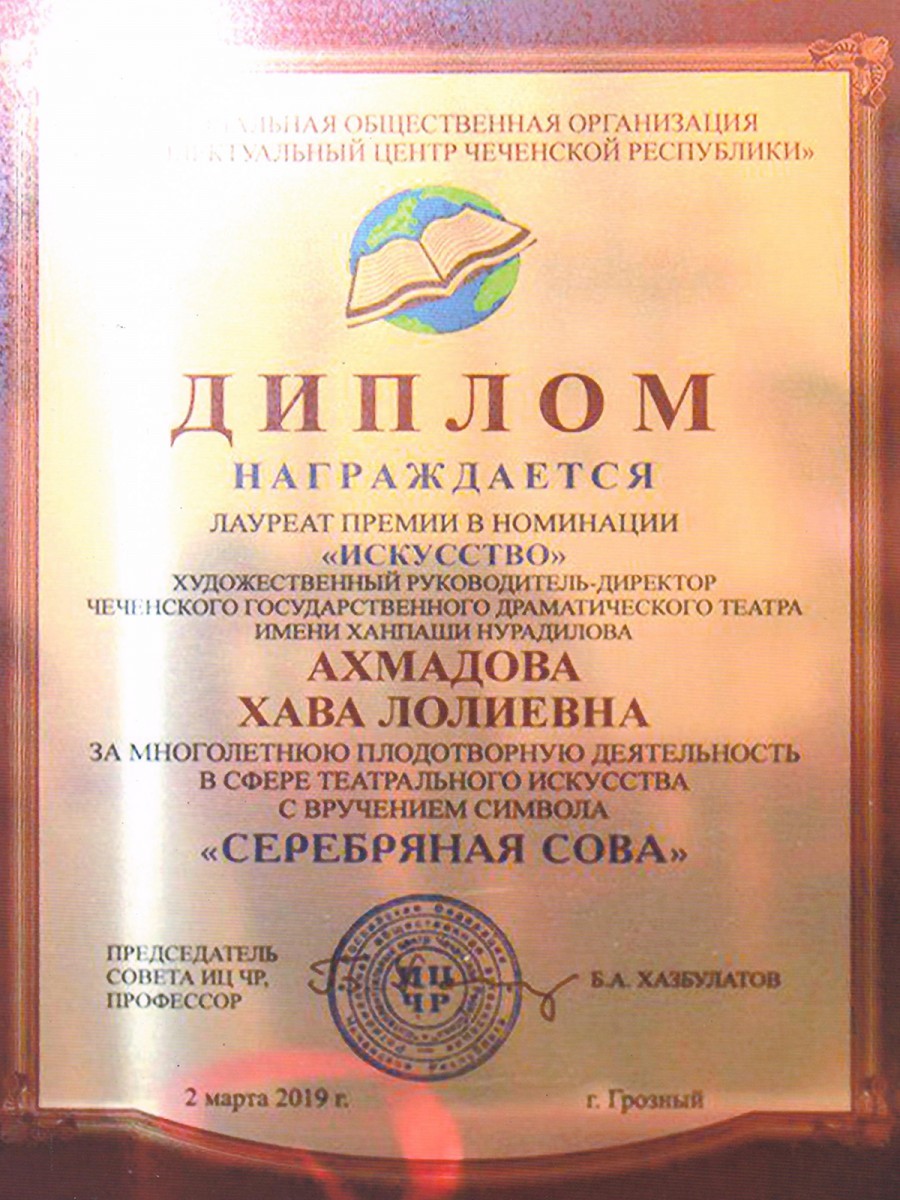 ОБЩЕСТВЕННАЯ ОРГАНИЗАЦИЯ
ЦЕНТР ЧЕЧЕНСКОЙ РЕСПУБЛИКИ»
ДИПЛОМ
НАГРАЖДАЕТСЯ
ЛАУРЕАТ ПРЕМИИ В НОМИНАЦИИ
«ИСКУССТВО»
ХУДОЖЕСТВЕННЫЙ РУКОВОДИТЕЛЬ-ДИРЕКТОР
ЧЕЧЕНСКОГО ГОСУДАРСТВЕННОГО ДРАМАТИЧЕСКОГО ТЕАТРА
ИМЕНИ ХАНПАШИ НУРАДИЛОВА
АХМАДОВА
ХАВА ЛОЛИЕВНА
ЗА МНОГОЛЕТНЮЮ ПЛОДОТВОРНУЮ ДЕЯТЕЛЬНОСТЬ
В СФЕРЕ ТЕАТРАЛЬНОГО ИСКУССТВА
С ВРУЧЕНИЕМ СИМВОЛА
«СЕРЕБРЯНАЯ СОВА»
ПРЕДСЕДАТЕЛЬ
СОВЕТА ИЦ ЧР,
ПРОФЕССОР
ИЦ
ЧР
Б.А. ХАЗБУЛАТОВ
2 марта 2019 г.
г. Грозный